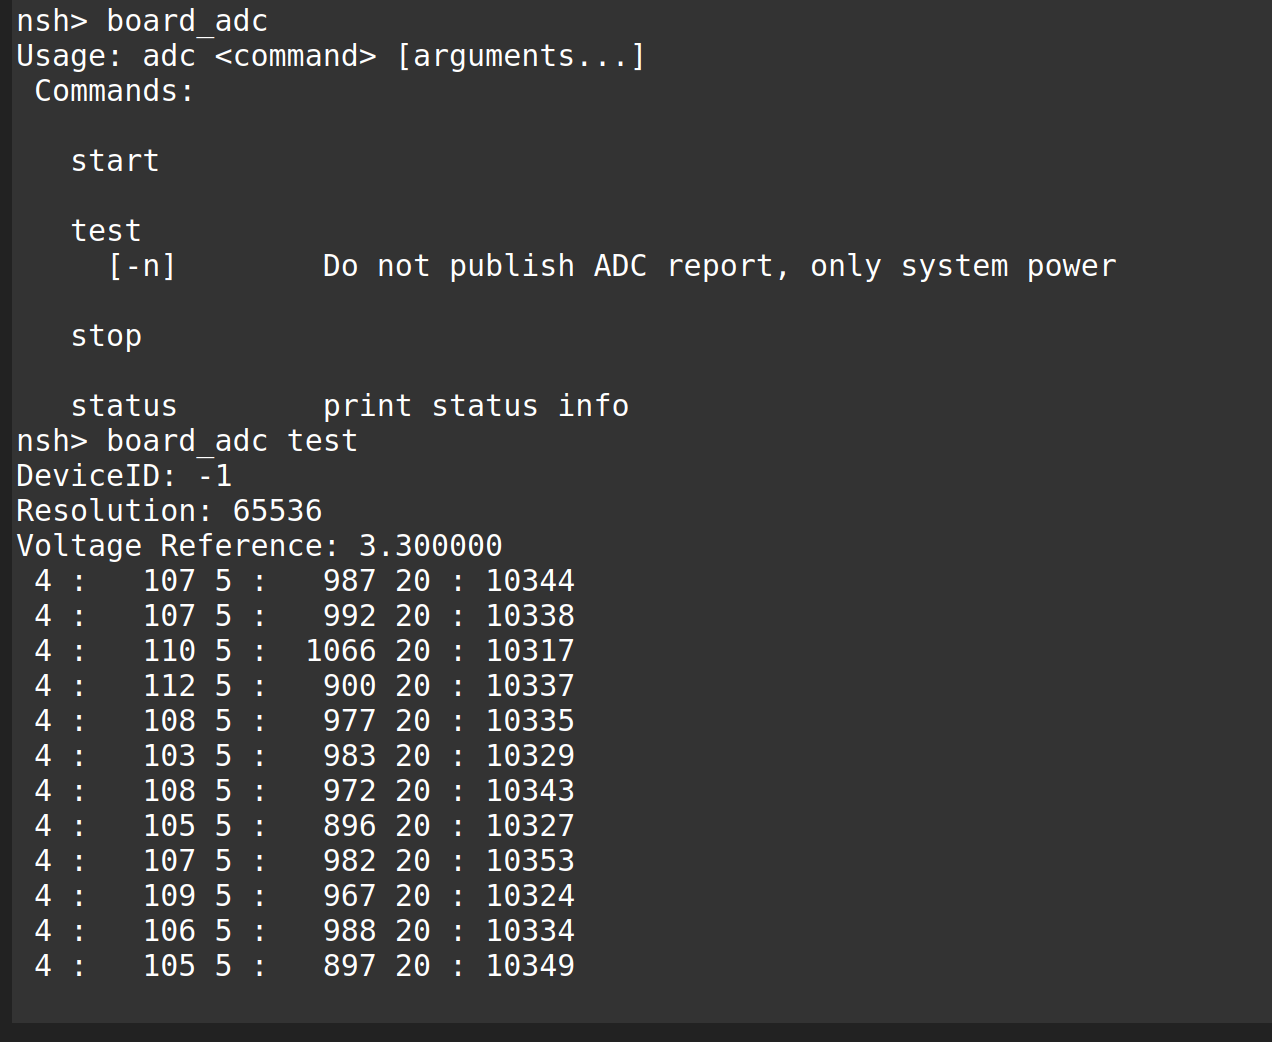 nsh> board_adc
Usage: adc <command> [arguments...]
 Commands:
   start
   test
     [-n]        Do not publish ADC report, only system power
   stop
   status        print status info
nsh> board_adc test
DeviceID: -1
Resolution: 65536
Voltage Reference: 3.300000
 4 :   107 5 :   987 20 : 10344
 4 :   107 5 :   992 20 : 10338
 4 :   110 5 :  1066 20 : 10317
 4 :   112 5 :   900 20 : 10337
 4 :   108 5 :   977 20 : 10335
 4 :   103 5 :   983 20 : 10329
 4 :   108 5 :   972 20 : 10343
 4 :   105 5 :   896 20 : 10327
 4 :   107 5 :   982 20 : 10353
 4 :   109 5 :   967 20 : 10324
 4 :   106 5 :   988 20 : 10334
 4 :   105 5 :   897 20 : 10349